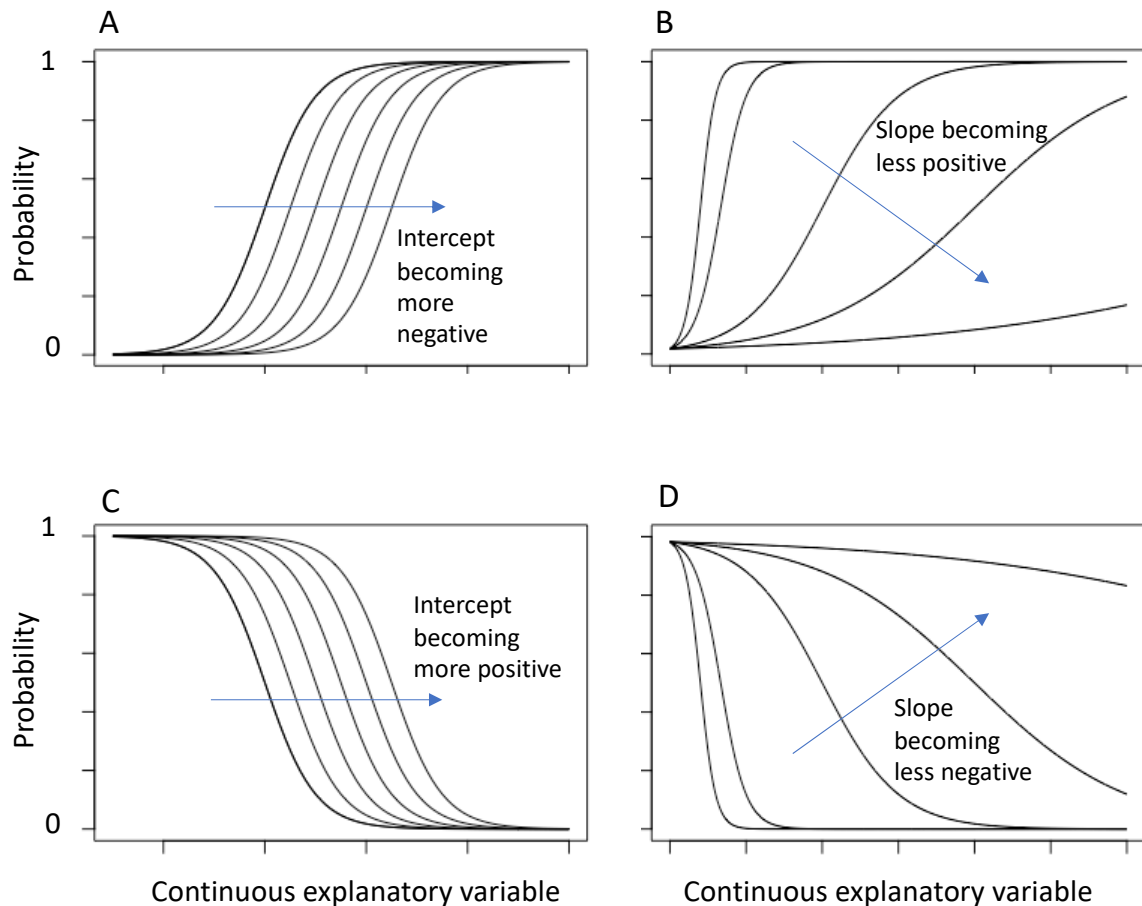 A
B
1
Probability
0
Intercept
becoming
more
negative
Slope becoming
less positive
C
D
1
Probability
0
Intercept
becoming
more positive
Slope
becoming
less negative
Continuous explanatory variable
Continuous explanatory variable